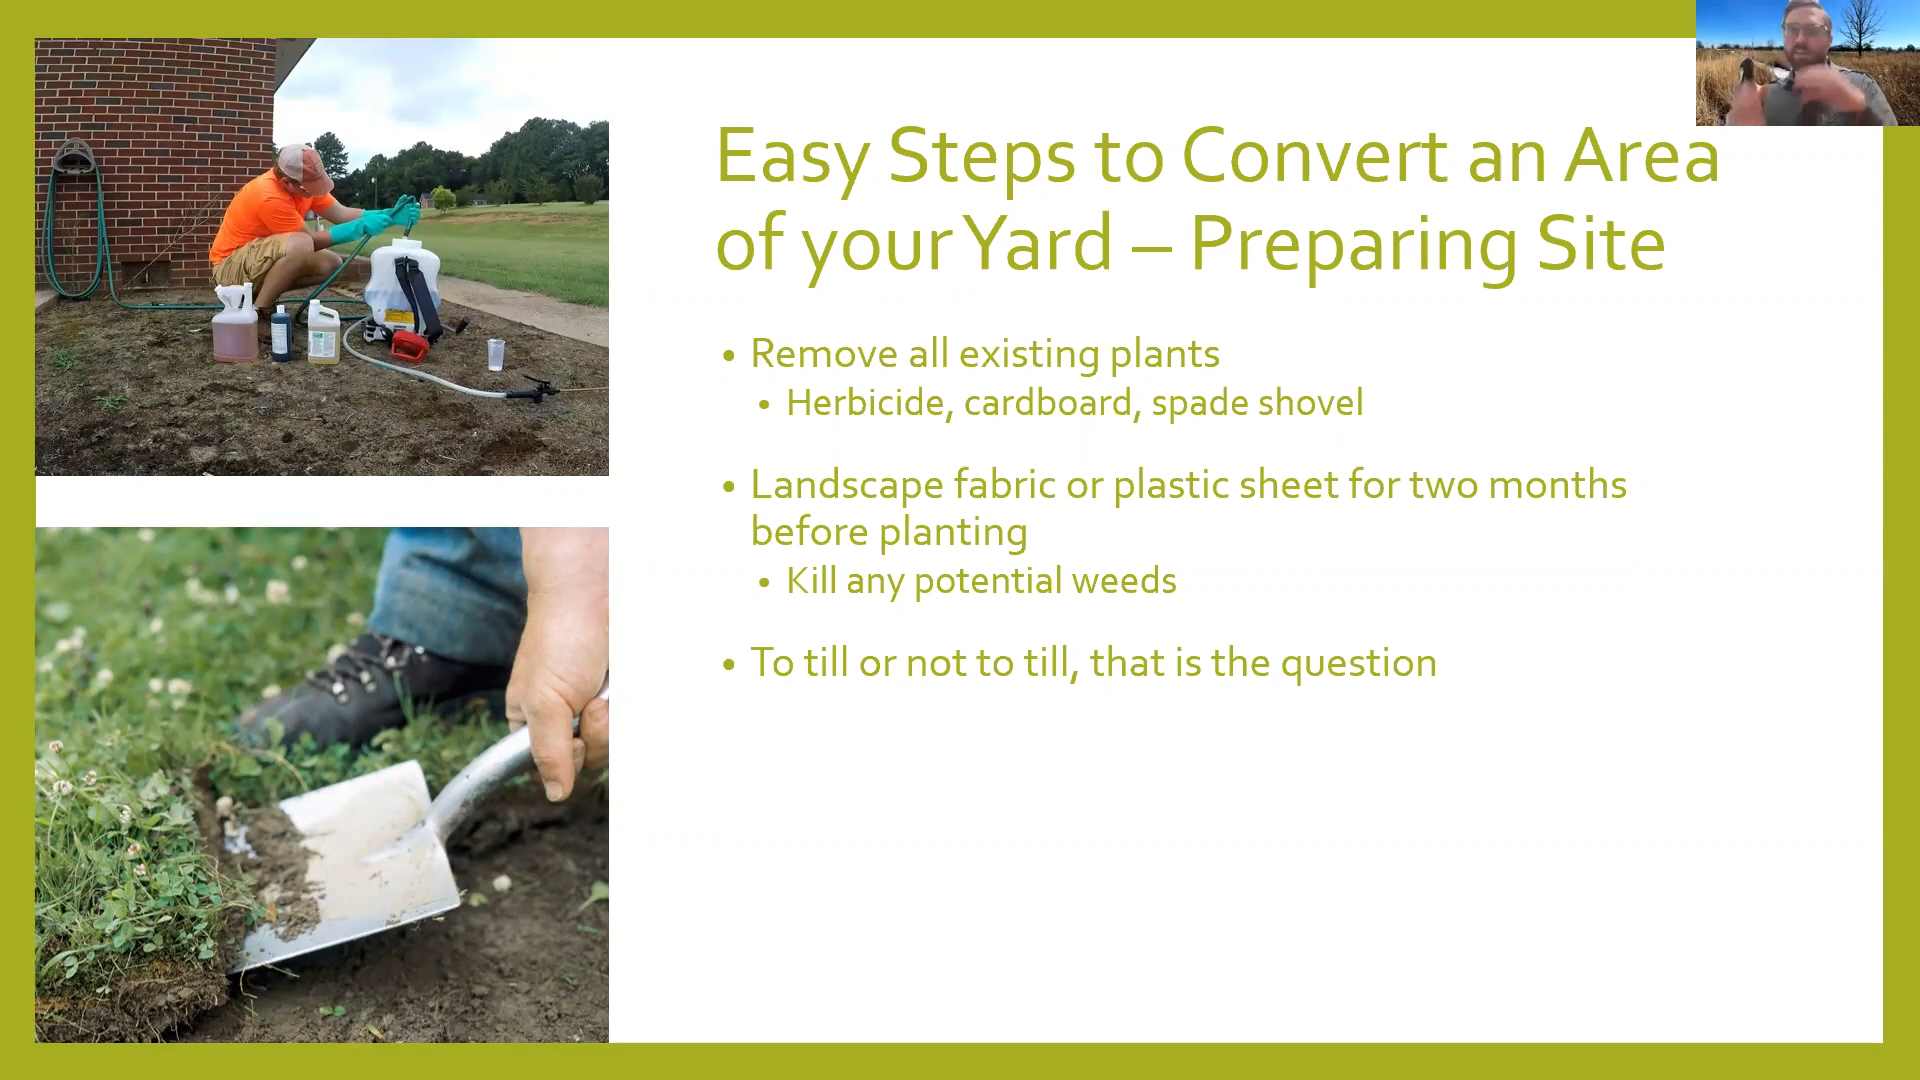 Easy Steps to Convert an Area
of your Yard – Preparing Site
• Remove all existing plants
• Herbicide, cardboard, spade shovel
• Landscape fabric or plastic sheet for two months
before planting
• Kill any potential weeds
• To till or not to till, that is the question